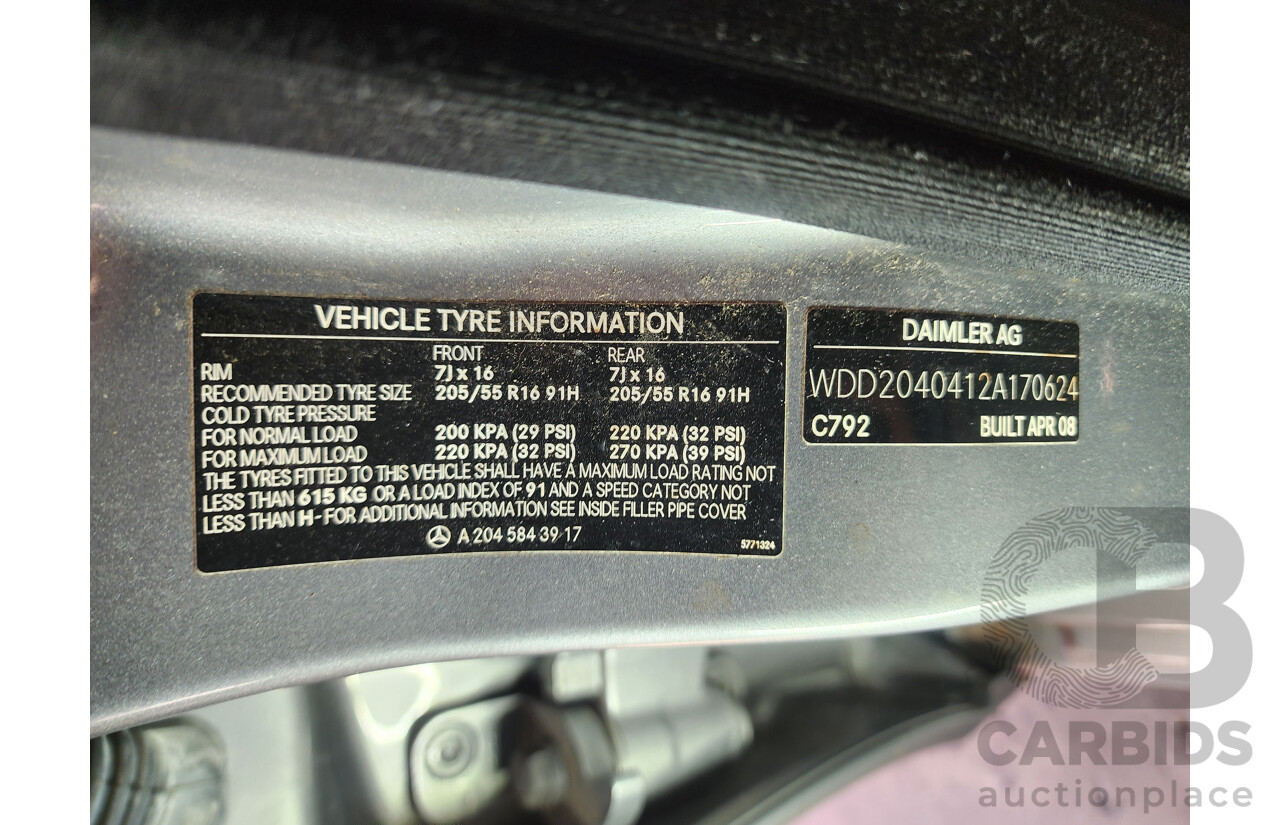 VEHICLE TYRE INFORMATION
FRONT REAR
RIM 7J x 16 7J x 16
RECOMMENDED TYRE SIZE 205/55 R16 91H 205/55 R16 91H
COLD TYRE PRESSURE
FOR NORMAL LOAD 200 KPA (29 PSI) 220 KPA (32 PSI)
FOR MAXIMUM LOAD 220 KPA (32 PSI) 270 KPA (39 PSI)
THE TYRES FITTED TO THIS VEHICLE SHALL HAVE A MAXIMUM LOAD RATING NOT
LESS THAN 615 KG OR A LOAD INDEX OF 91 AND A SPEED CATEGORY NOT
LESS THAN H - FOR ADDITIONAL INFORMATION SEE INSIDE FILLER PIPE COVER
A 204 584 39 17
5771324
DAIMLER AG
WDD2040412A170624
C792 BUILT APR 08
CB
CARBIDS
auctionplace